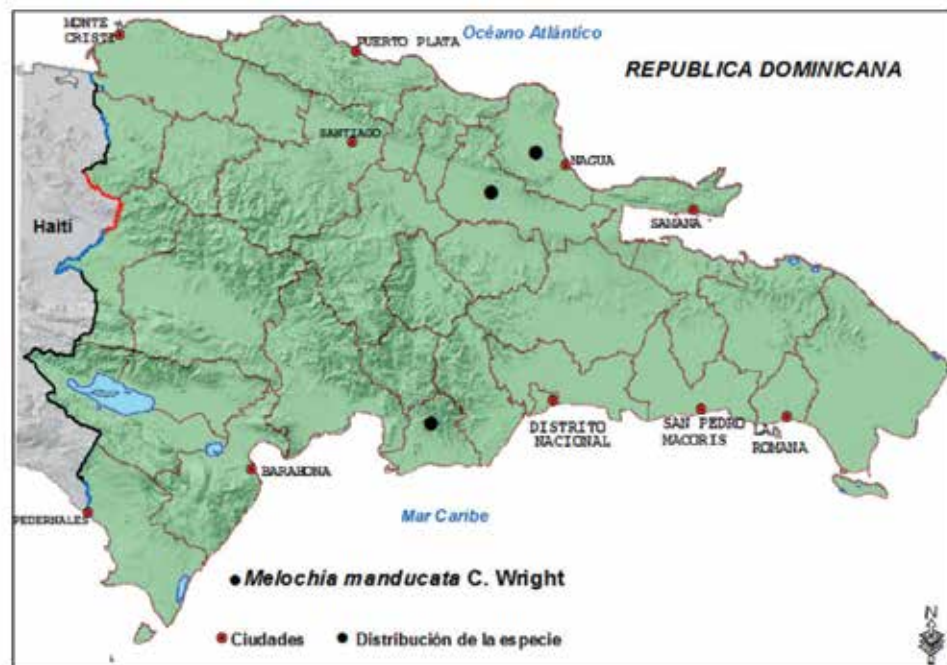 MONTE
CRISTI
PUERTO PLATA
Océano Atlántico
REPUBLICA DOMINICANA
SANTIAGO
NAGUA
Haití
SAMANA
DISTRITO
NACIONAL
SAN PEDRO
MACORIS
LA
ROMANA
BARAHONA
PEDERNALES
Mar Caribe
Melochia manducata C. Wright
Ciudades
Distribución de la especie
N